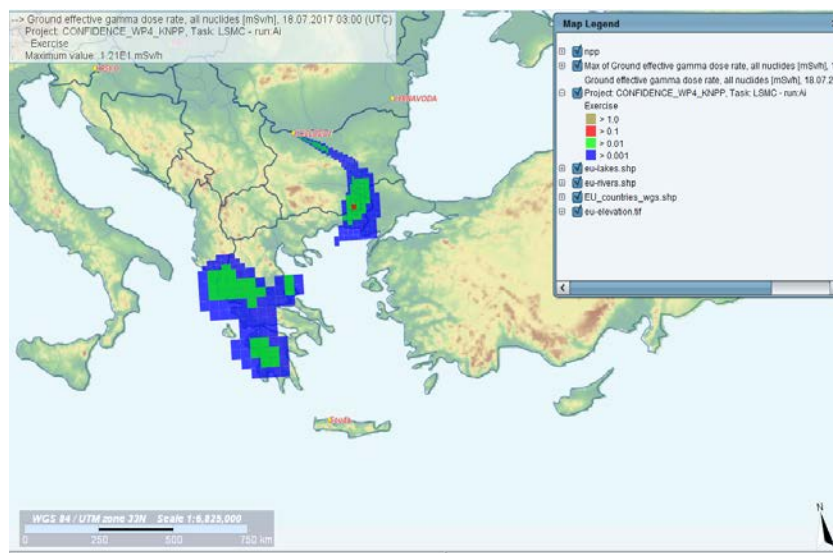 --> Ground effective gamma dose rate, all nuclides [mSv/h], 18.07.2017 03:00 (UTC)
Project: CONFIDENCE_WP4_KNPP, Task: LSMC - run:Ai
Exercise
Maximum value: 1.21E1 mSv/h
Map Legend
npp
Max of Ground effective gamma dose rate, all nuclides [mSv/h], 1
Ground effective gamma dose rate, all nuclides [mSv/h], 18.07.2
Project: CONFIDENCE_WP4_KNPP, Task: LSMC - run:Ai
Exercise
> 1.0
> 0.1
> 0.01
> 0.001
eu-lakes.shp
eu-rivers.shp
EU_countries_wgs.shp
eu-elevation.tif
Souda
WGS 84 / UTM zone 33N Scale 1:6,825,000
0 250 500 750 km
N